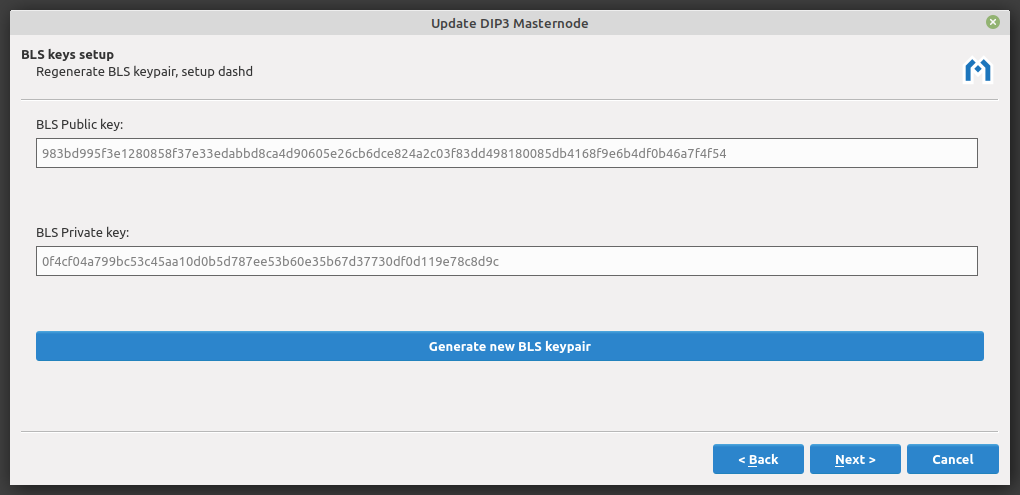 Update DIP3 Masternode
BLS keys setup
Regenerate BLS keypair, setup dashd
BLS Public key:
983bd995f3e1280858f37e33edabbd8ca4d90605e26cb6dce824a2c03f83dd498180085db4168f9e6b4df0b46a7f4f54
BLS Private key:
0f4cf04a799bc53c45aa10d0b5d787ee53b60e35b67d37730df0d119e78c8d9c
Generate new BLS keypair
< Back
Next >
Cancel